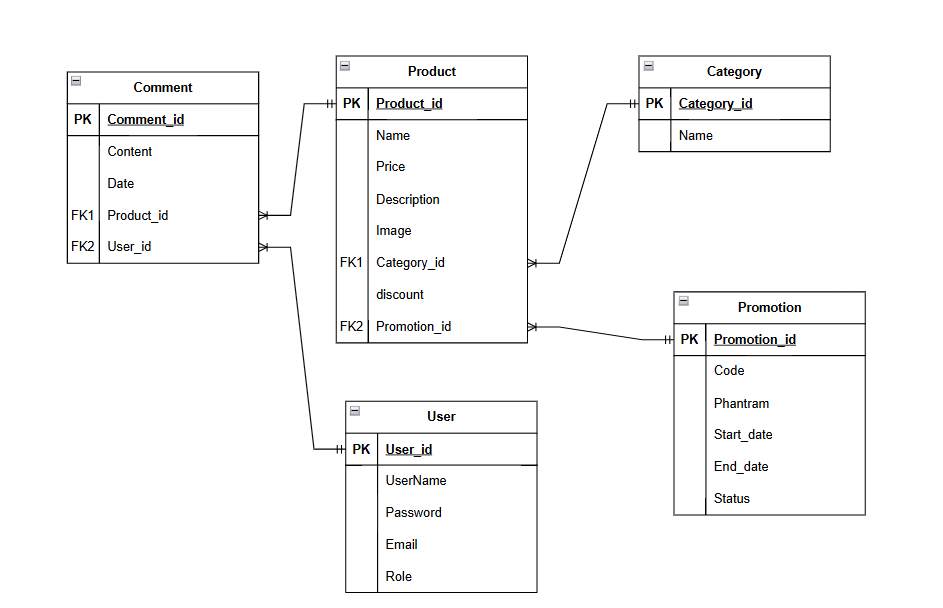 Comment
PK Comment_id
Content
Date
FK1 Product_id
FK2 User_id
Product
PK Product_id
Name
Price
Description
Image
FK1 Category_id
discount
FK2 Promotion_id
Category
PK Category_id
Name
Promotion
PK Promotion_id
Code
Phantram
Start_date
End_date
Status
User
PK User_id
UserName
Password
Email
Role